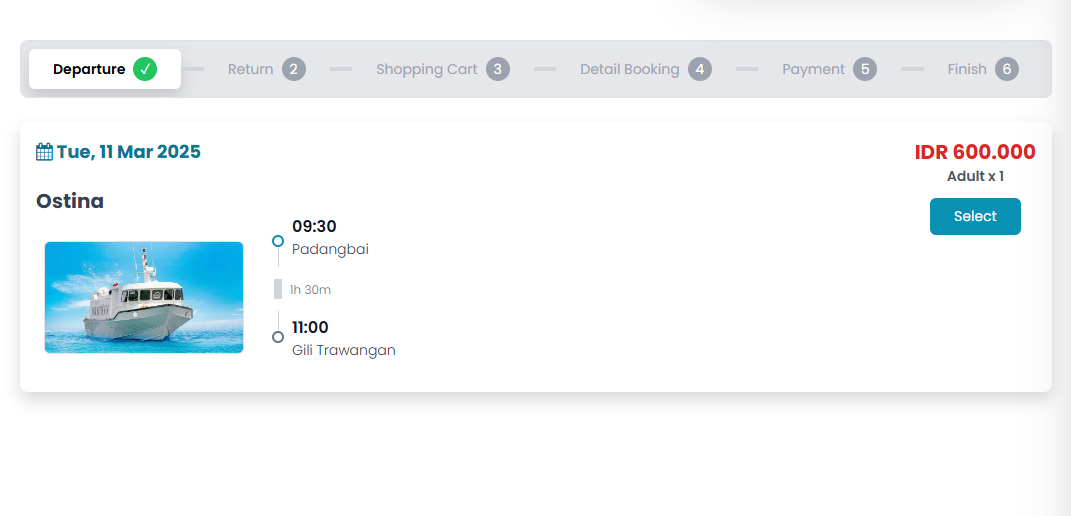 Departure ✓ Return 2 Shopping Cart 3 Detail Booking 4 Payment 5 Finish 6
Tue, 11 Mar 2025
IDR 600.000
Adult x 1
Select
Ostina
09:30
Padangbai
1h 30m
11:00
Gili Trawangan